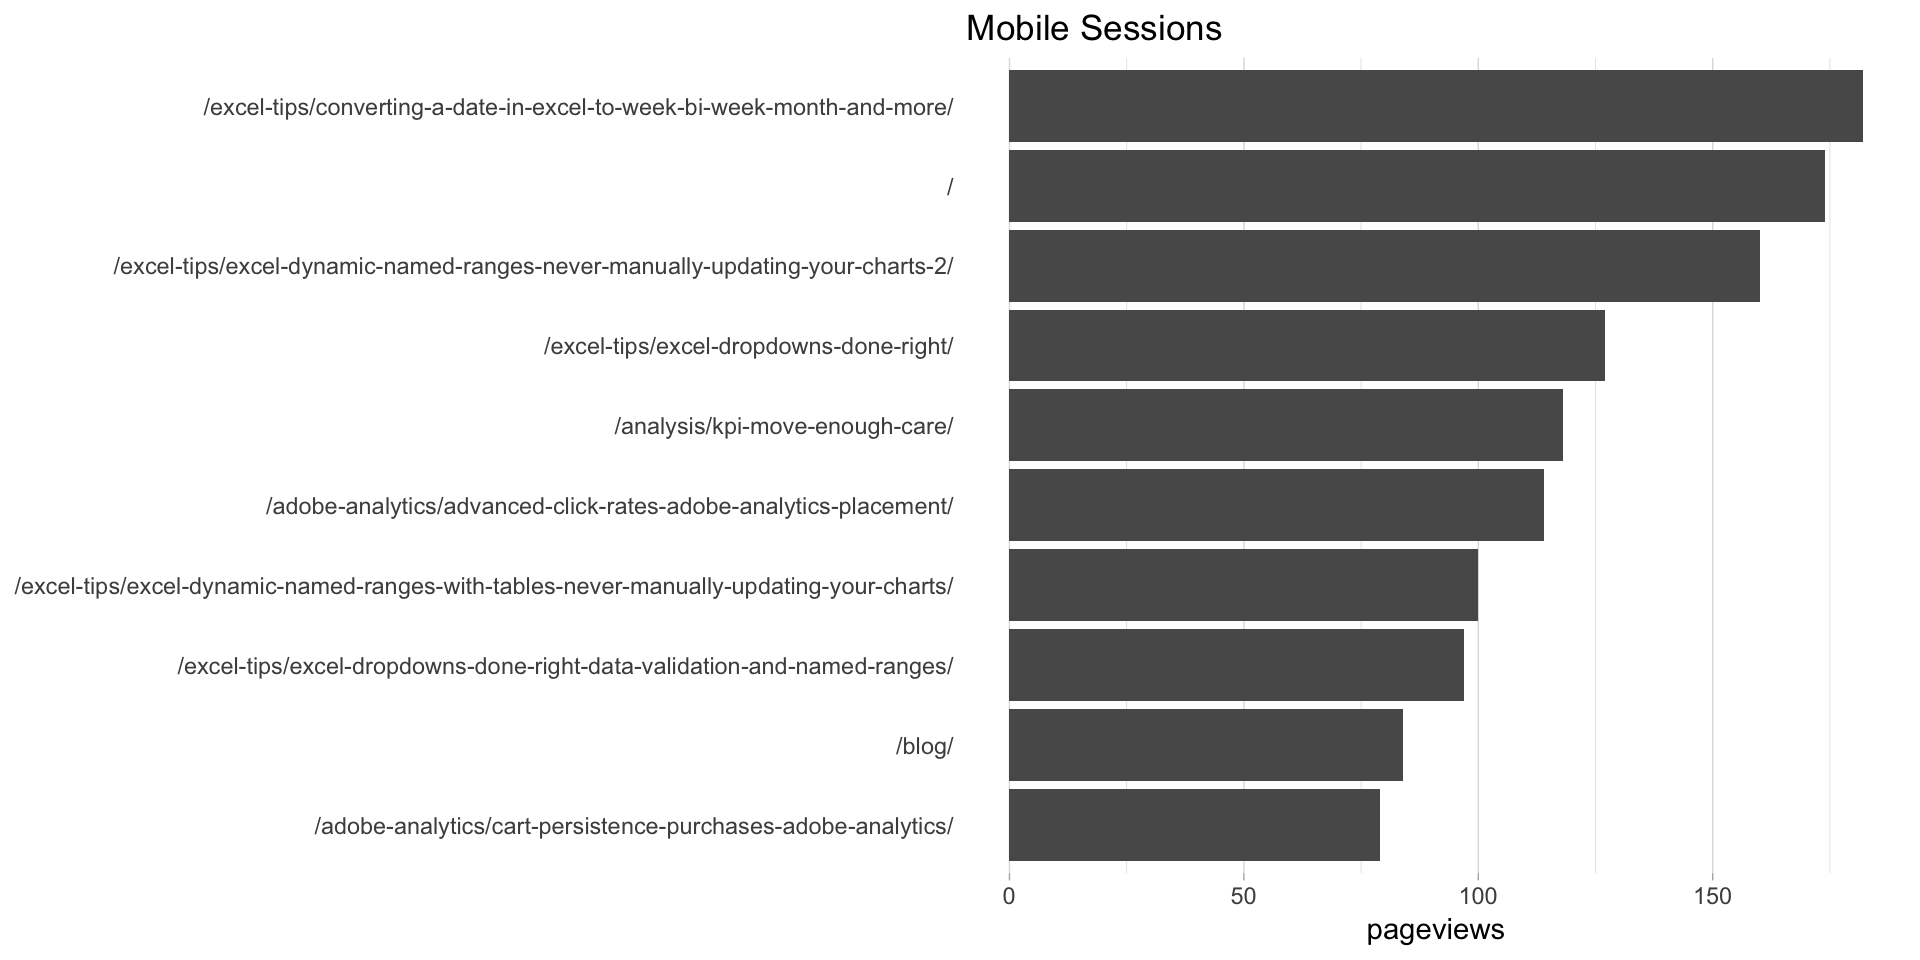 Mobile Sessions
/excel-tips/converting-a-date-in-excel-to-week-bi-week-month-and-more/
/
/excel-tips/excel-dynamic-named-ranges-never-manually-updating-your-charts-2/
/excel-tips/excel-dropdowns-done-right/
/analysis/kpi-move-enough-care/
/adobe-analytics/advanced-click-rates-adobe-analytics-placement/
/excel-tips/excel-dynamic-named-ranges-with-tables-never-manually-updating-your-charts/
/excel-tips/excel-dropdowns-done-right-data-validation-and-named-ranges/
/blog/
/adobe-analytics/cart-persistence-purchases-adobe-analytics/
0 50 100 150
pageviews